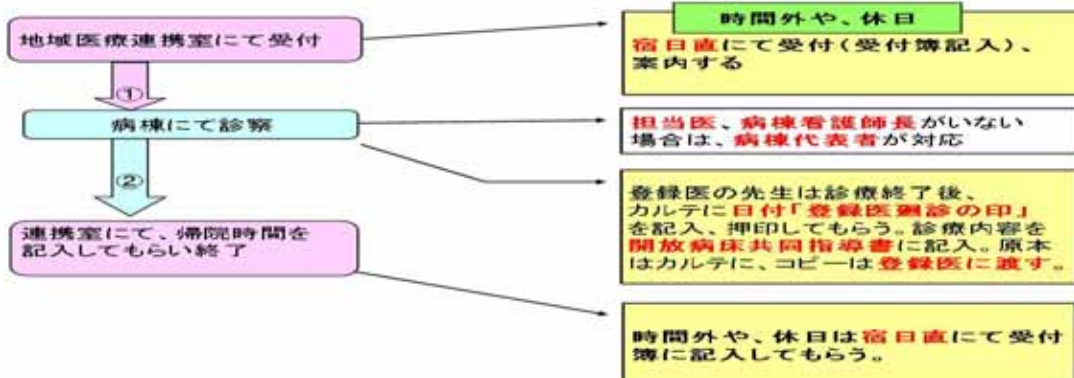 地域医療連携室にて受付
①
病棟にて診察
②
連携室にて、帰院時間を
記入してもらい終了
時間外や、休日
宿日直にて受付(受付簿記入)、
案内する
担当医、病棟看護師長がいない
場合は、病棟代表者が対応
登録医の先生は診療終了後、
カルテに日付「登録医廻診の印」
を記入、押印してもらう。診療内容を
開放病床共同指導書に記入。原本
はカルテに、コピーは登録医に渡す。
時間外や、休日は宿日直にて受付
簿に記入してもらう。